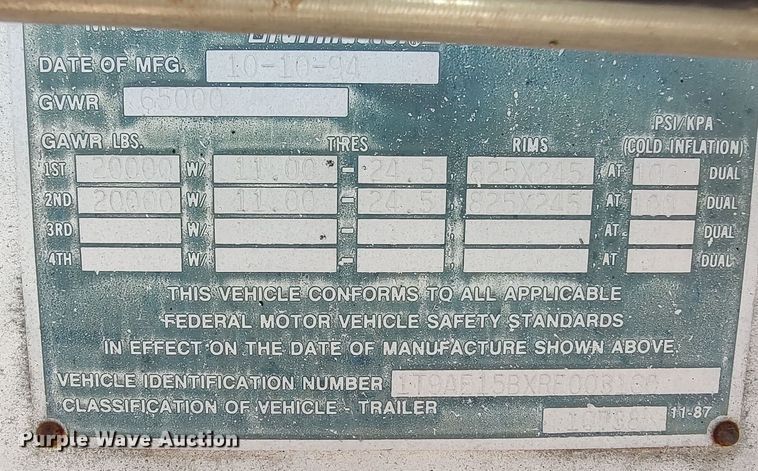 DATE OF MFG. 10-10-94
GVWR 65000
PSI/KPA
GAWR LBS. TIRES RIMS (COLD INFLATION)
1ST 20000 W/ 11.00 - 24.5 825X245 AT DUAL
2ND 20000 W/ 11.00 - 24.5 825X245 AT DUAL
3RD W/ - AT DUAL
4TH W/ - AT DUAL
THIS VEHICLE CONFORMS TO ALL APPLICABLE
FEDERAL MOTOR VEHICLE SAFETY STANDARDS
IN EFFECT ON THE DATE OF MANUFACTURE SHOWN ABOVE.
VEHICLE IDENTIFICATION NUMBER
CLASSIFICATION OF VEHICLE - TRAILER 11-87
Purple Wave Auction